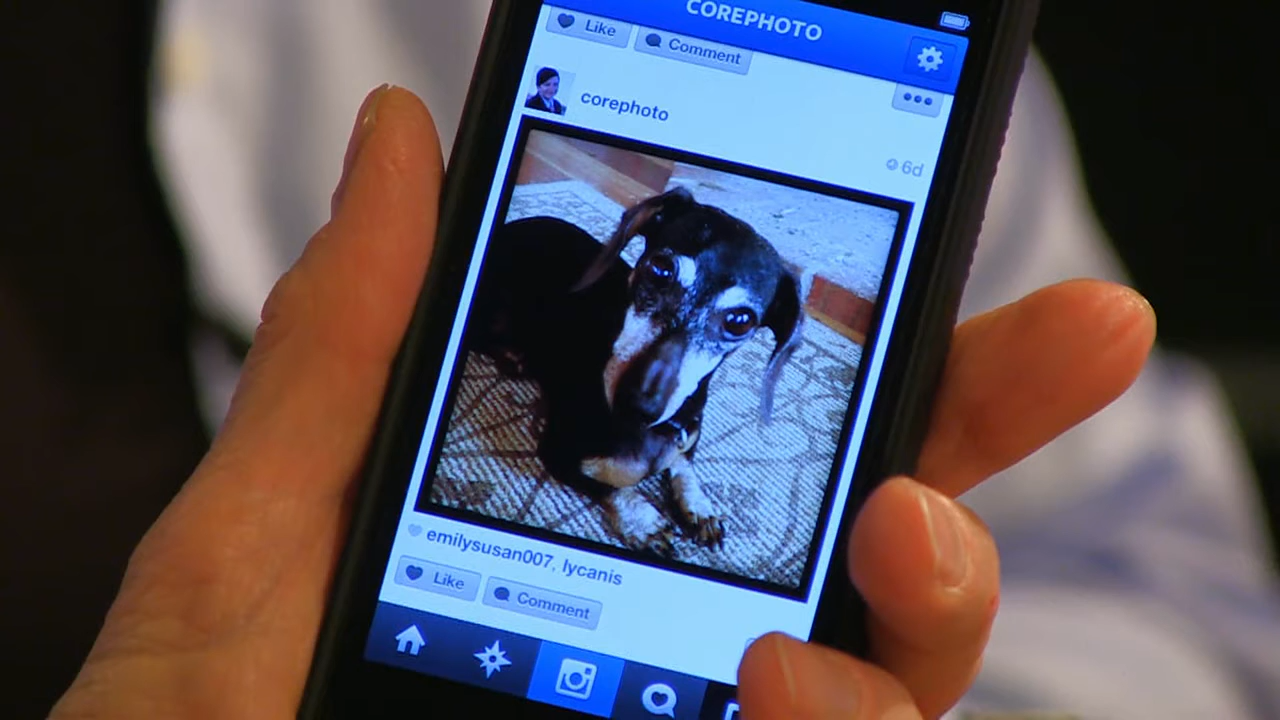 COREPHOTO
Like
Comment
corephoto
6d
emilysusan007, lycanis
Like
Comment